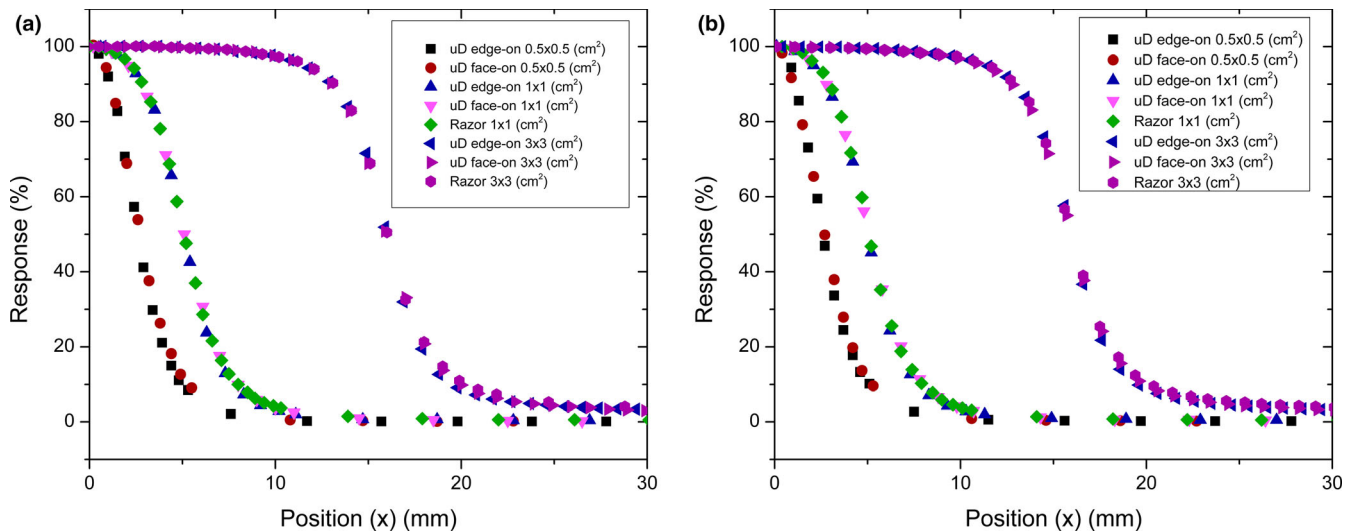 (a)
Response (%)
100
80
60
40
20
0
uD edge-on 0.5x0.5 (cm²)
uD face-on 0.5x0.5 (cm²)
uD edge-on 1x1 (cm²)
uD face-on 1x1 (cm²)
Razor 1x1 (cm²)
uD edge-on 3x3 (cm²)
uD face-on 3x3 (cm²)
Razor 3x3 (cm²)
0 10 20 30
Position (x) (mm)
(b)
Response (%)
100
80
60
40
20
0
uD edge-on 0.5x0.5 (cm²)
uD face-on 0.5x0.5 (cm²)
uD edge-on 1x1 (cm²)
uD face-on 1x1 (cm²)
Razor 1x1 (cm²)
uD edge-on 3x3 (cm²)
uD face-on 3x3 (cm²)
Razor 3x3 (cm²)
0 10 20 30
Position (x) (mm)